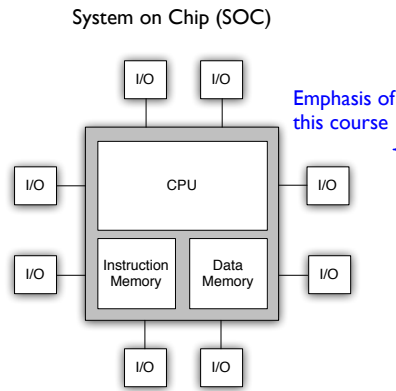 System on Chip (SOC)
I/O
I/O
Emphasis of
this course
I/O
CPU
I/O
Instruction
Memory
Data
Memory
I/O
I/O
I/O
I/O